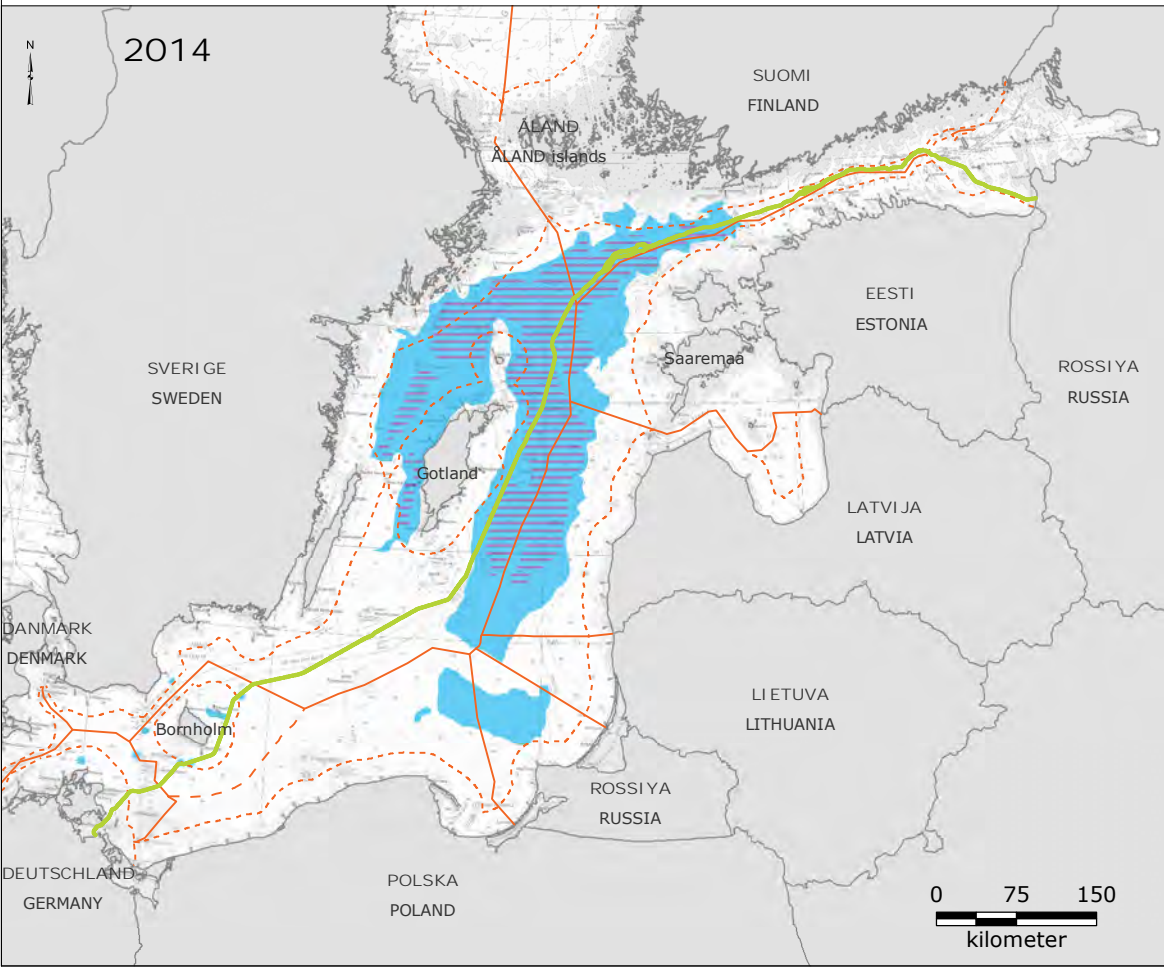 2014
N
SUOMI
FINLAND
ÅLAND
ÅLAND islands
EESTI
ESTONIA
Saaremaa
ROSSIYA
RUSSIA
SVERIGE
SWEDEN
Gotland
LATVIJA
LATVIA
DANMARK
DENMARK
LIETUVA
LITHUANIA
Bornholm
ROSSIYA
RUSSIA
DEUTSCHLAND
GERMANY
POLSKA
POLAND
0 75 150
kilometer